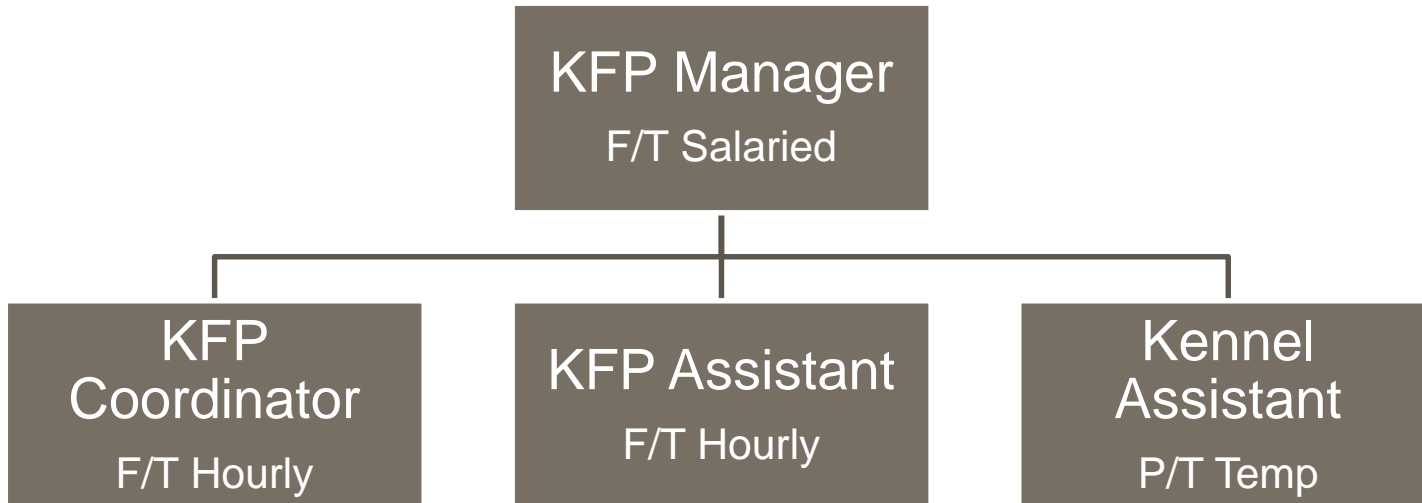 KFP Manager
F/T Salaried
KFP
Coordinator
F/T Hourly
KFP Assistant
F/T Hourly
Kennel
Assistant
P/T Temp